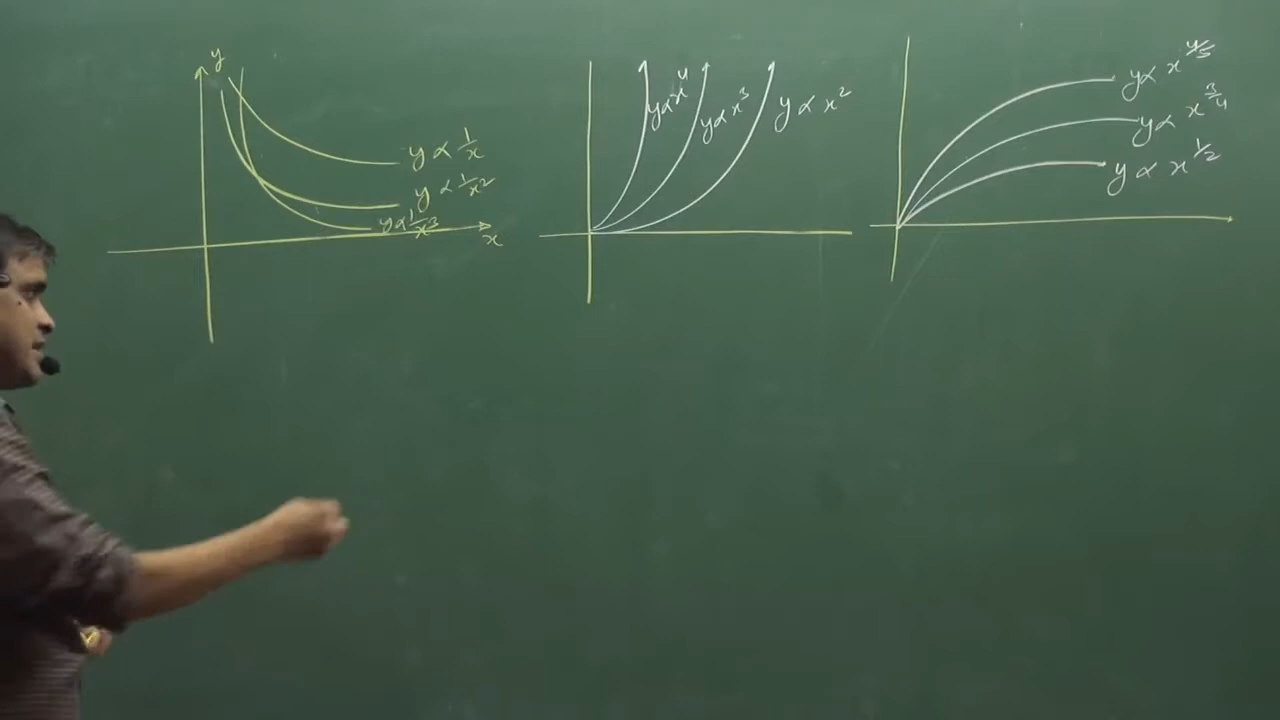 y
y ∝ 1/x
y ∝ 1/x²
y ∝ 1/x³
x
y ∝ x⁴
y ∝ x³
y ∝ x²
y ∝ x^4/5
y ∝ x^3/4
y ∝ x^1/2